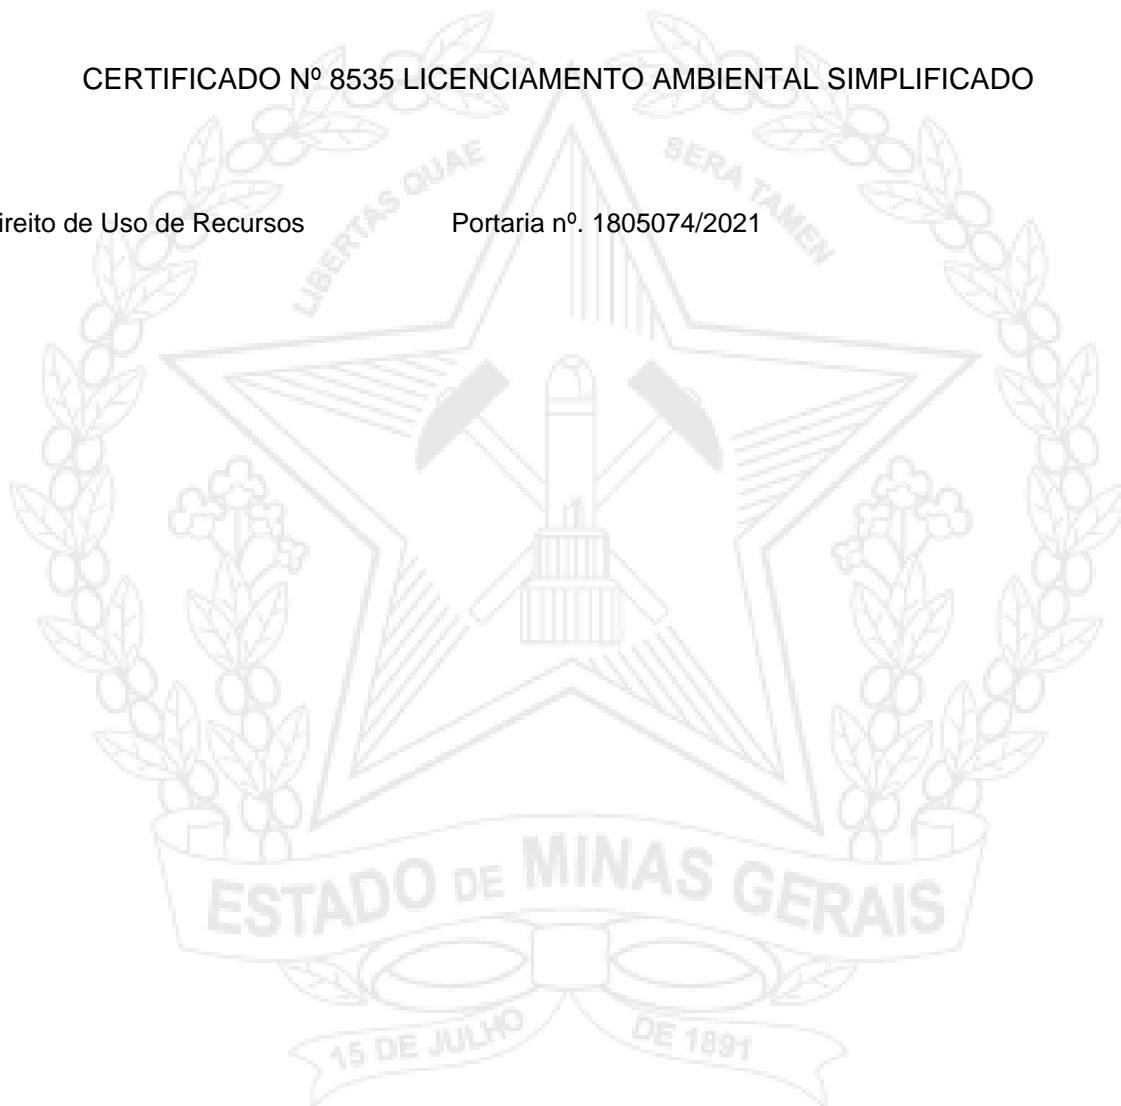 CERTIFICADO Nº 8535 LICENCIAMENTO AMBIENTAL SIMPLIFICADO
LIBERTAS QUAE SERA TAMEN
ireito de Uso de Recursos Portaria nº. 1805074/2021
ESTADO DE MINAS GERAIS
15 DE JULHO DE 1891